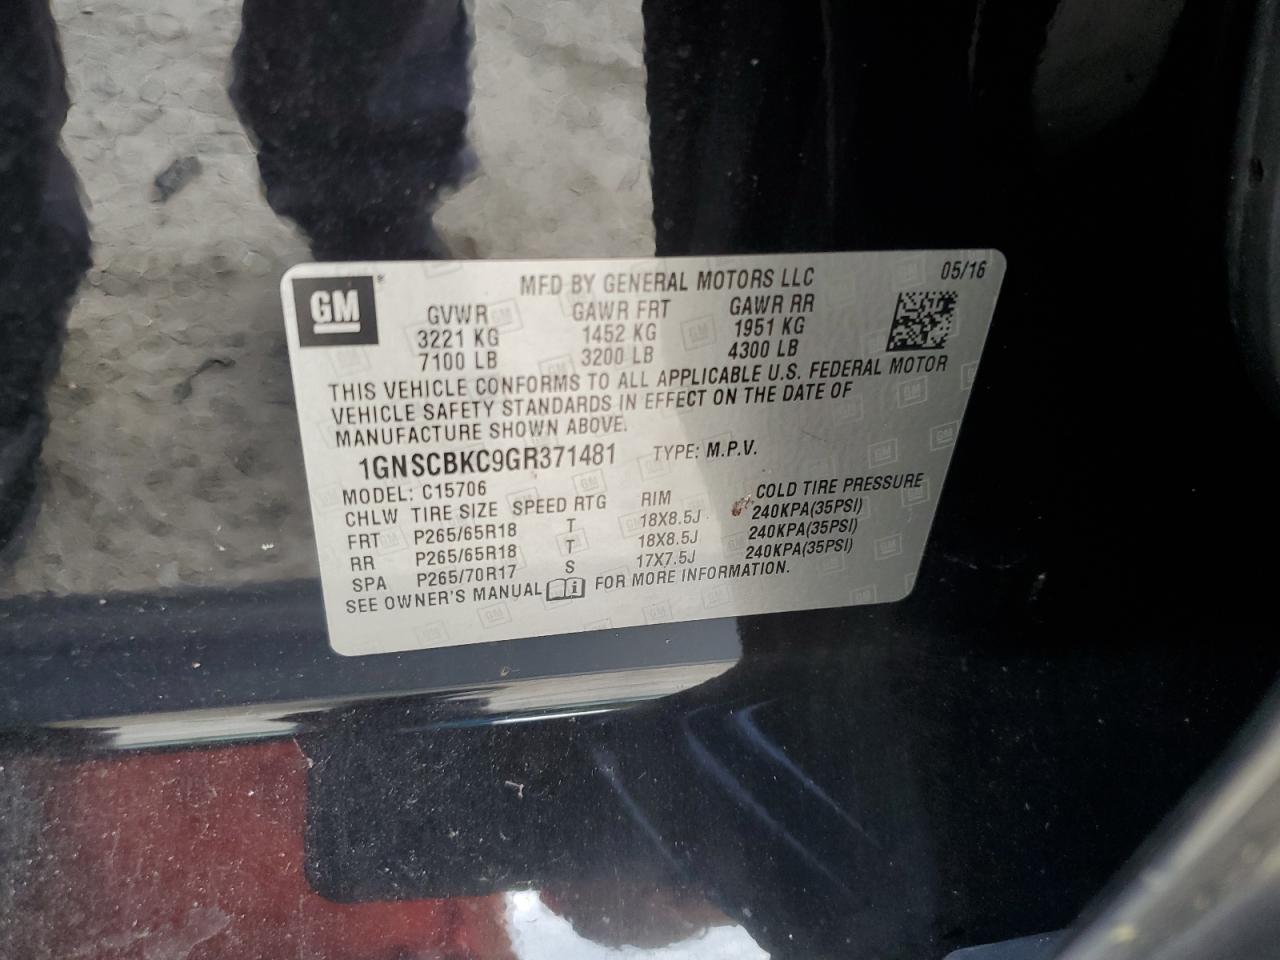 GM
MFD BY GENERAL MOTORS LLC 05/16
GVWR GAWR FRT GAWR RR
3221 KG 1452 KG 1951 KG
7100 LB 3200 LB 4300 LB
THIS VEHICLE CONFORMS TO ALL APPLICABLE U.S. FEDERAL MOTOR
VEHICLE SAFETY STANDARDS IN EFFECT ON THE DATE OF
MANUFACTURE SHOWN ABOVE.
1GNSCBKC9GR371481 TYPE: M.P.V.
MODEL: C15706
CHLW TIRE SIZE SPEED RTG RIM COLD TIRE PRESSURE
FRT P265/65R18 T 18X8.5J 240KPA(35PSI)
RR P265/65R18 T 18X8.5J 240KPA(35PSI)
SPA P265/70R17 S 17X7.5J 240KPA(35PSI)
SEE OWNER'S MANUAL FOR MORE INFORMATION.